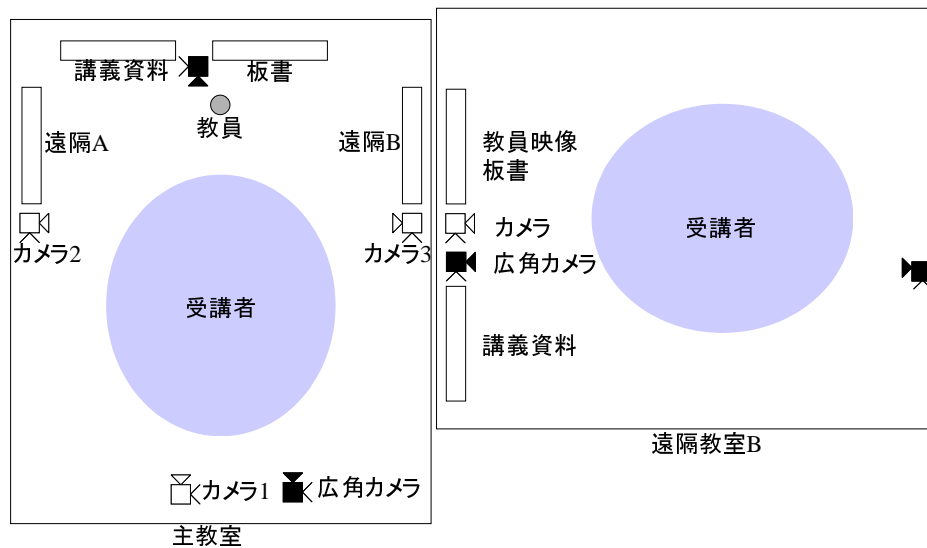 講義資料
板書
教員
遠隔A
遠隔B
カメラ2
カメラ3
受講者
カメラ1
広角カメラ
主教室
教員映像
板書
カメラ
広角カメラ
受講者
講義資料
遠隔教室B